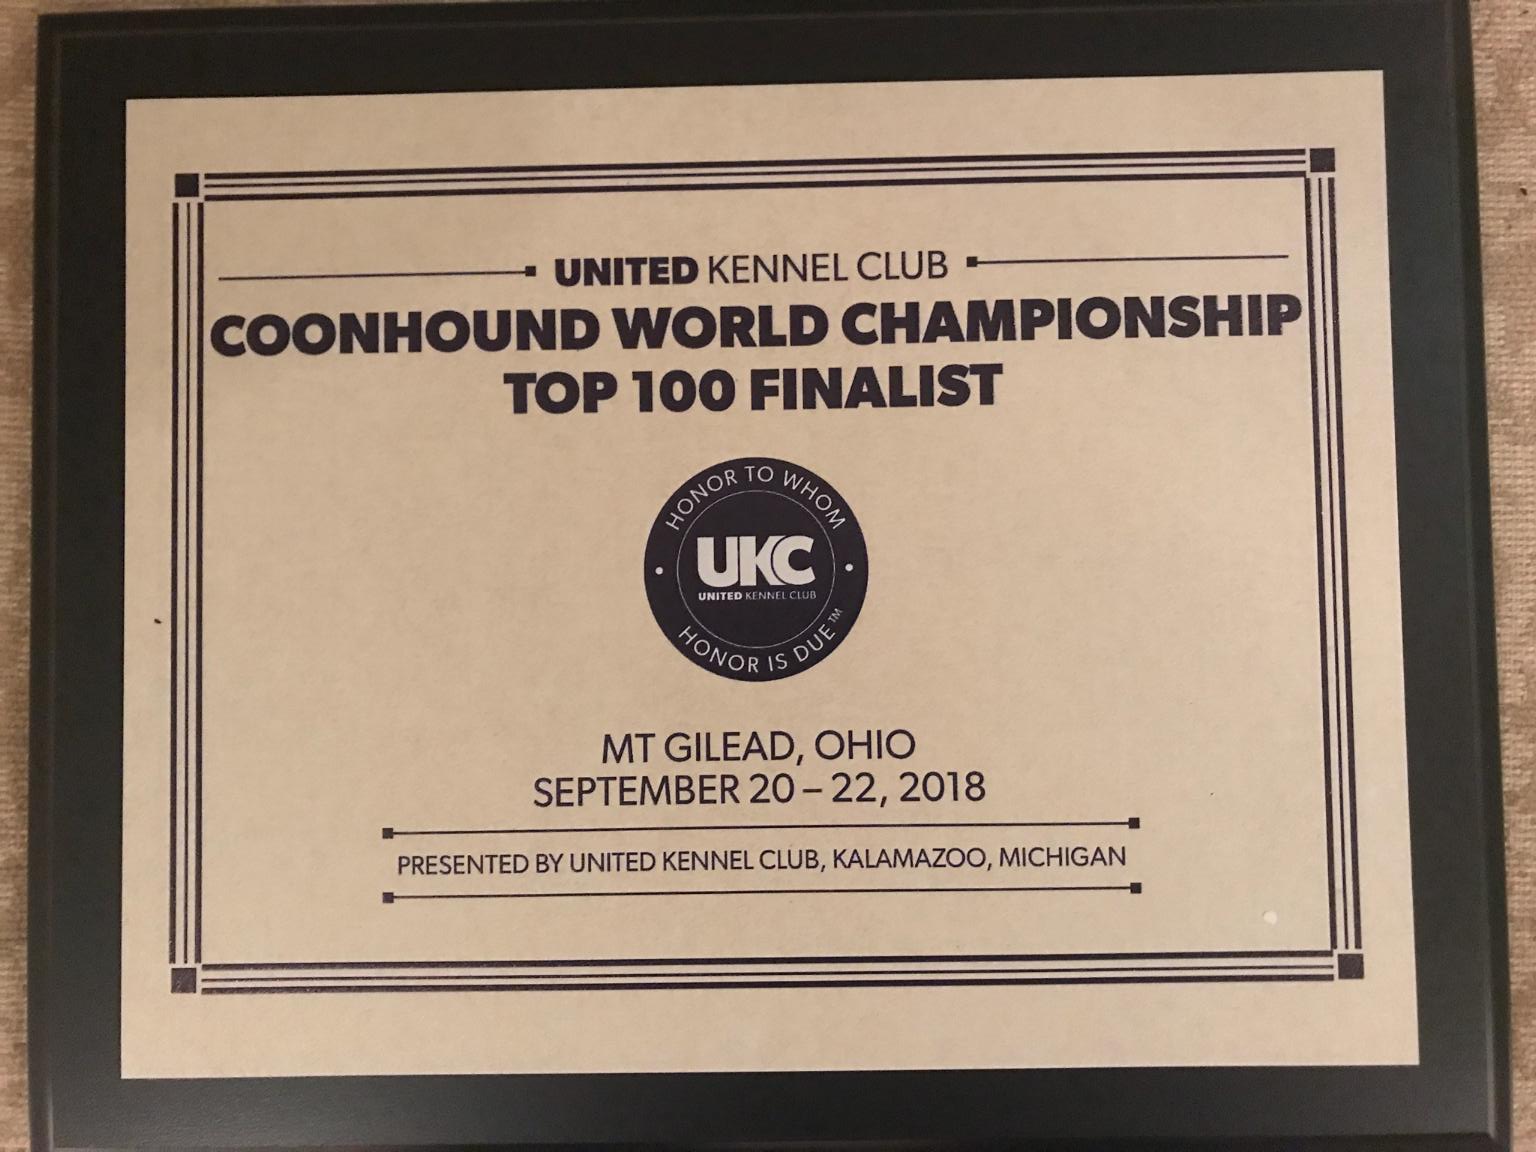 UNITED KENNEL CLUB
COONHOUND WORLD CHAMPIONSHIP
TOP 100 FINALIST
HONOR TO WHOM
UKC
UNITED KENNEL CLUB
HONOR IS DUE™
MT GILEAD, OHIO
SEPTEMBER 20 – 22, 2018
PRESENTED BY UNITED KENNEL CLUB, KALAMAZOO, MICHIGAN